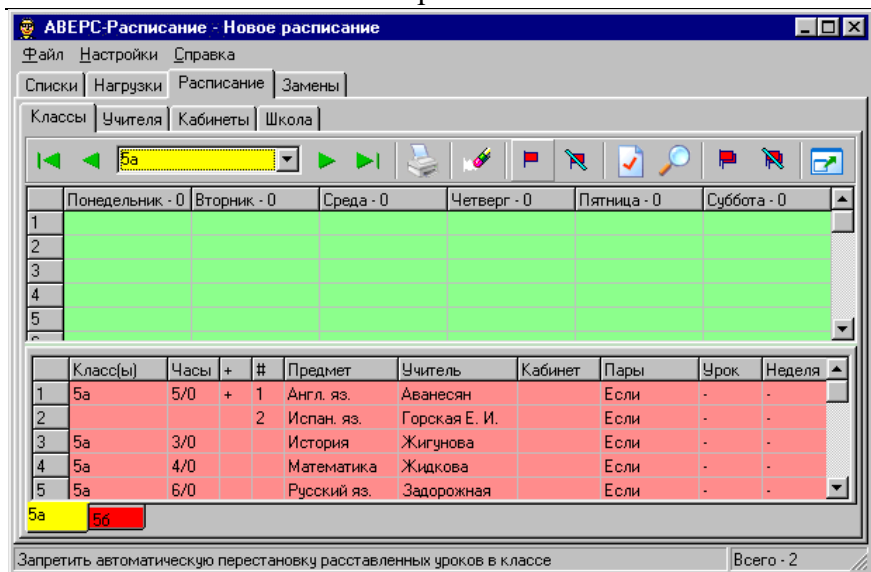 АВЕРС-Расписание - Новое расписание
Файл Настройки Справка
Списки Нагрузки Расписание Замены
Классы Учителя Кабинеты Школа
5а
Понедельник - 0 Вторник - 0 Среда - 0 Четверг - 0 Пятница - 0 Суббота - 0
1
2
3
4
5
Класс(ы) Часы + # Предмет Учитель Кабинет Пары Урок Неделя
1 5а 5/0 + 1 Англ. яз. Аванесян Если - -
2 2 Испан. яз. Горская Е. И. Если - -
3 5а 3/0 История Жигунова Если - -
4 5а 4/0 Математика Жидкова Если - -
5 5а 6/0 Русский яз. Задорожная Если - -
5а 5б
Запретить автоматическую перестановку расставленных уроков в классе Всего - 2